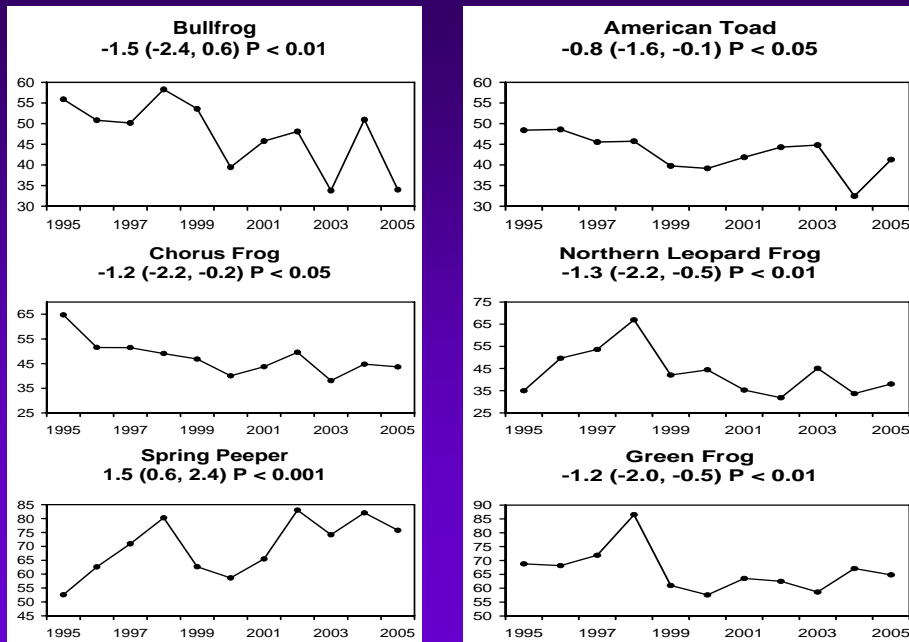 Bullfrog
-1.5 (-2.4, 0.6) P < 0.01
60
55
50
45
40
35
30
1995 1997 1999 2001 2003 2005
Chorus Frog
-1.2 (-2.2, -0.2) P < 0.05
65
55
45
35
25
1995 1997 1999 2001 2003 2005
Spring Peeper
1.5 (0.6, 2.4) P < 0.001
85
80
75
70
65
60
55
50
45
1995 1997 1999 2001 2003 2005
American Toad
-0.8 (-1.6, -0.1) P < 0.05
60
55
50
45
40
35
30
1995 1997 1999 2001 2003 2005
Northern Leopard Frog
-1.3 (-2.2, -0.5) P < 0.01
75
65
55
45
35
25
1995 1997 1999 2001 2003 2005
Green Frog
-1.2 (-2.0, -0.5) P < 0.01
90
85
80
75
70
65
60
55
50
1995 1997 1999 2001 2003 2005